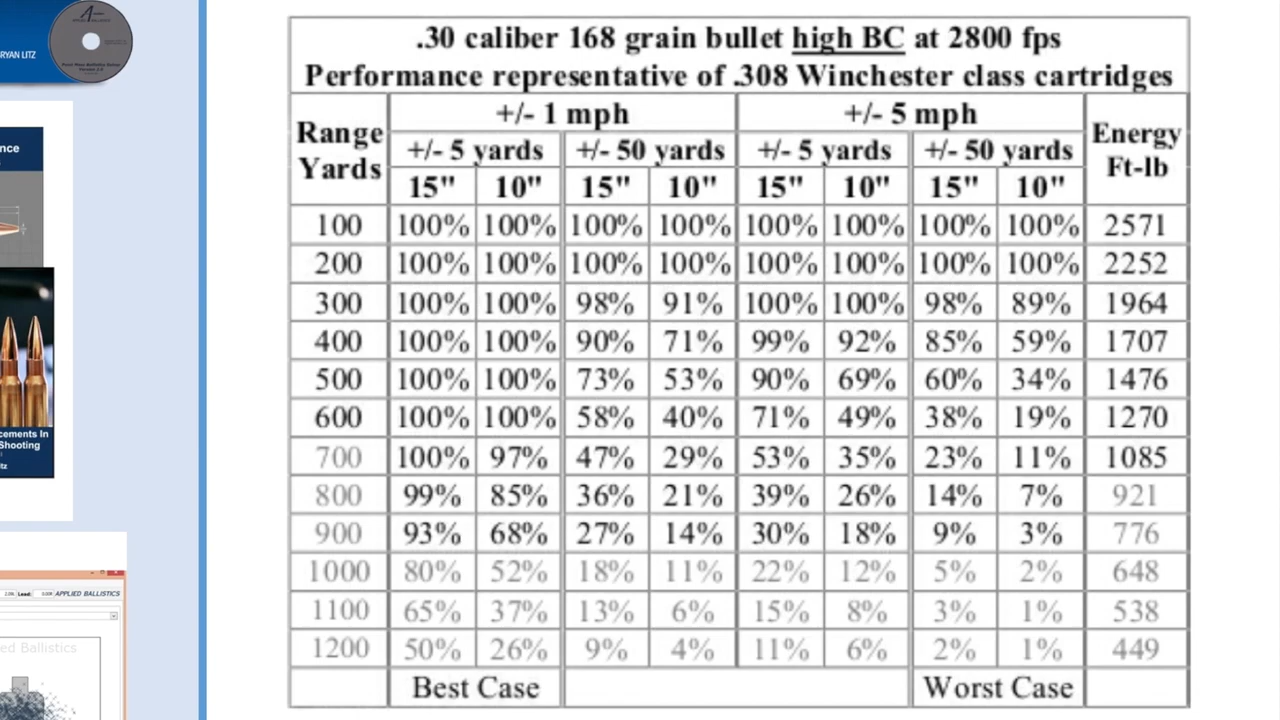 RYAN LITZ
nce
cements In
Shooting
tz
APPLIED BALLISTICS
ed Ballistics
.30 caliber 168 grain bullet high BC at 2800 fps
Performance representative of .308 Winchester class cartridges
Range Yards +/- 1 mph +/- 5 mph Energy Ft-lb
+/- 5 yards +/- 50 yards +/- 5 yards +/- 50 yards
15" 10" 15" 10" 15" 10" 15" 10"
100 100% 100% 100% 100% 100% 100% 100% 100% 2571
200 100% 100% 100% 100% 100% 100% 100% 100% 2252
300 100% 100% 98% 91% 100% 100% 98% 89% 1964
400 100% 100% 90% 71% 99% 92% 85% 59% 1707
500 100% 100% 73% 53% 90% 69% 60% 34% 1476
600 100% 100% 58% 40% 71% 49% 38% 19% 1270
700 100% 97% 47% 29% 53% 35% 23% 11% 1085
800 99% 85% 36% 21% 39% 26% 14% 7% 921
900 93% 68% 27% 14% 30% 18% 9% 3% 776
1000 80% 52% 18% 11% 22% 12% 5% 2% 648
1100 65% 37% 13% 6% 15% 8% 3% 1% 538
1200 50% 26% 9% 4% 11% 6% 2% 1% 449
Best Case Worst Case